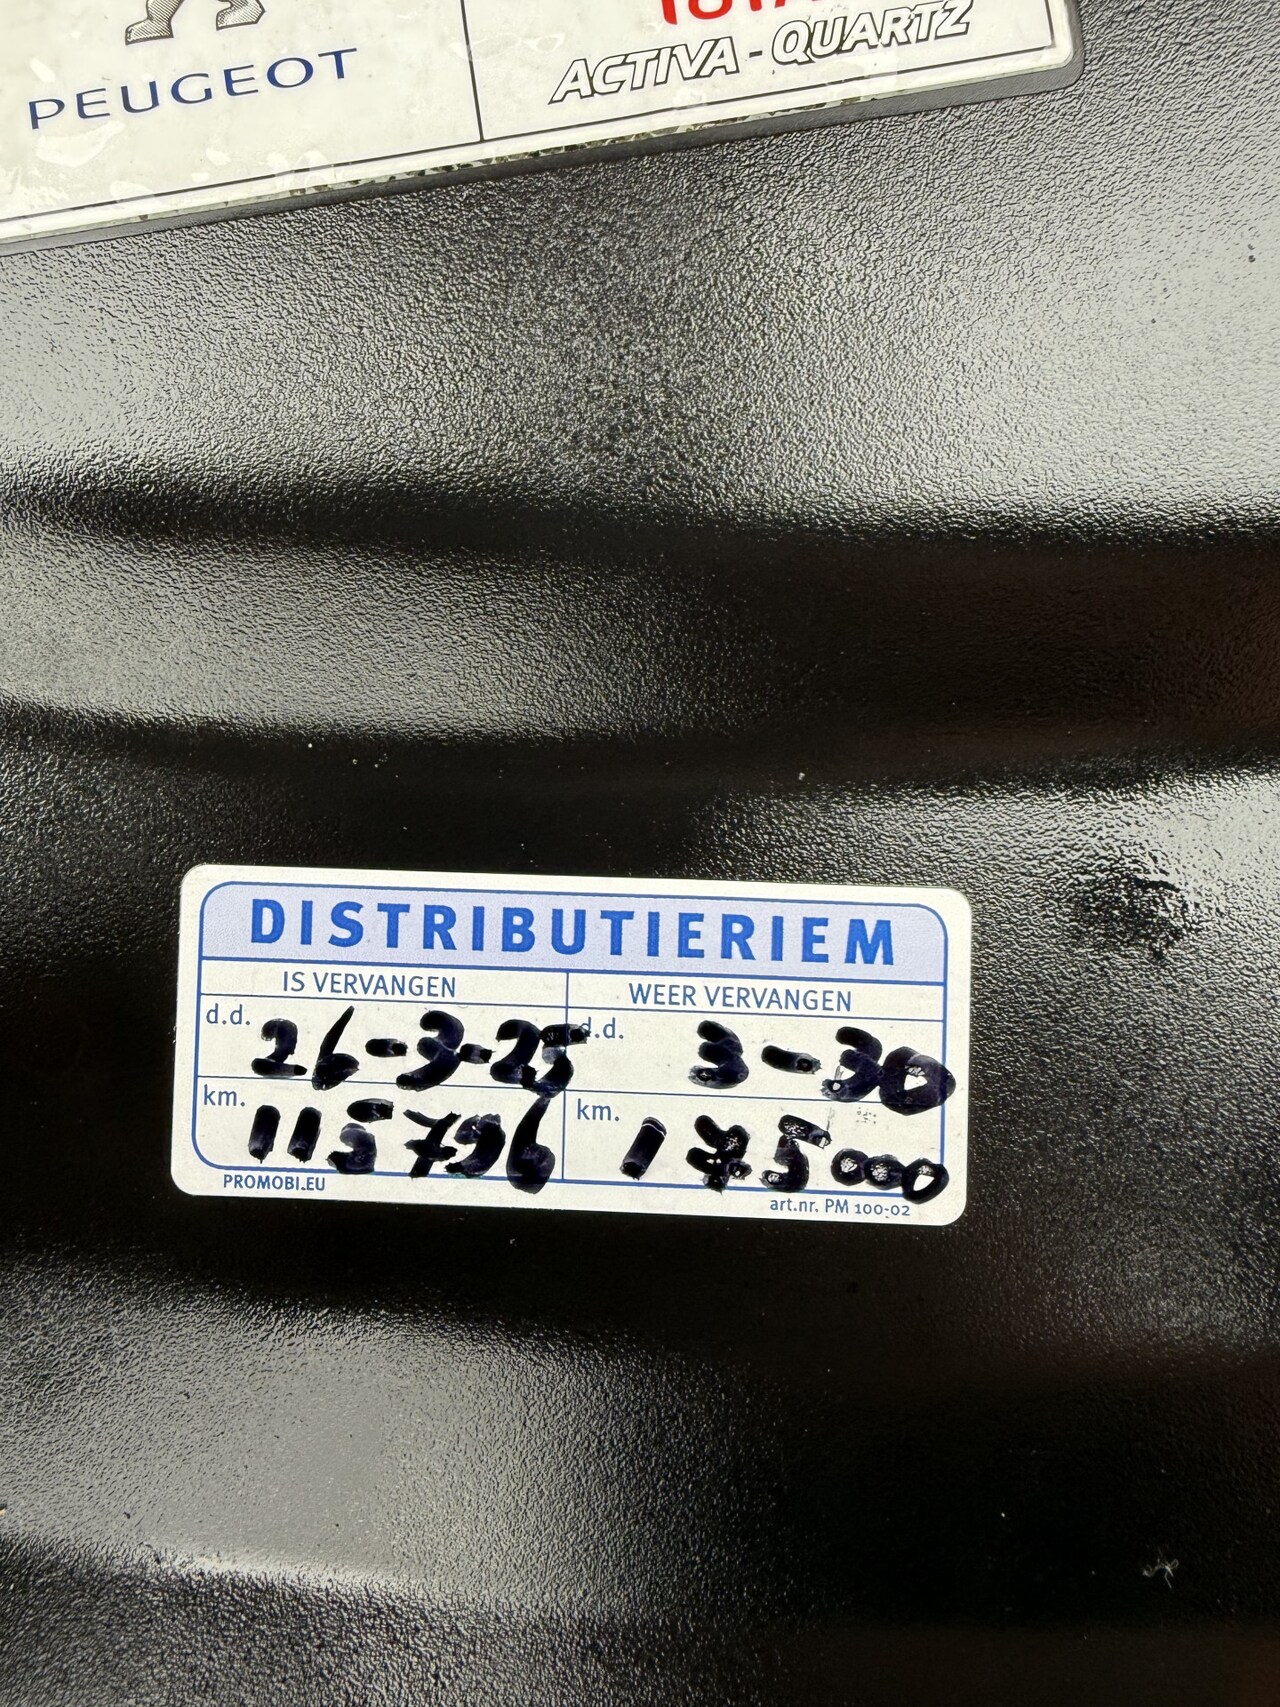 PEUGEOT
ACTIVA - QUARTZ
DISTRIBUTIERIEM
IS VERVANGEN
WEER VERVANGEN
d.d. 26-3-25
d.d. 3-30
km. 115796
km. 175000
PROMOBI.EU
art.nr. PM 100-02